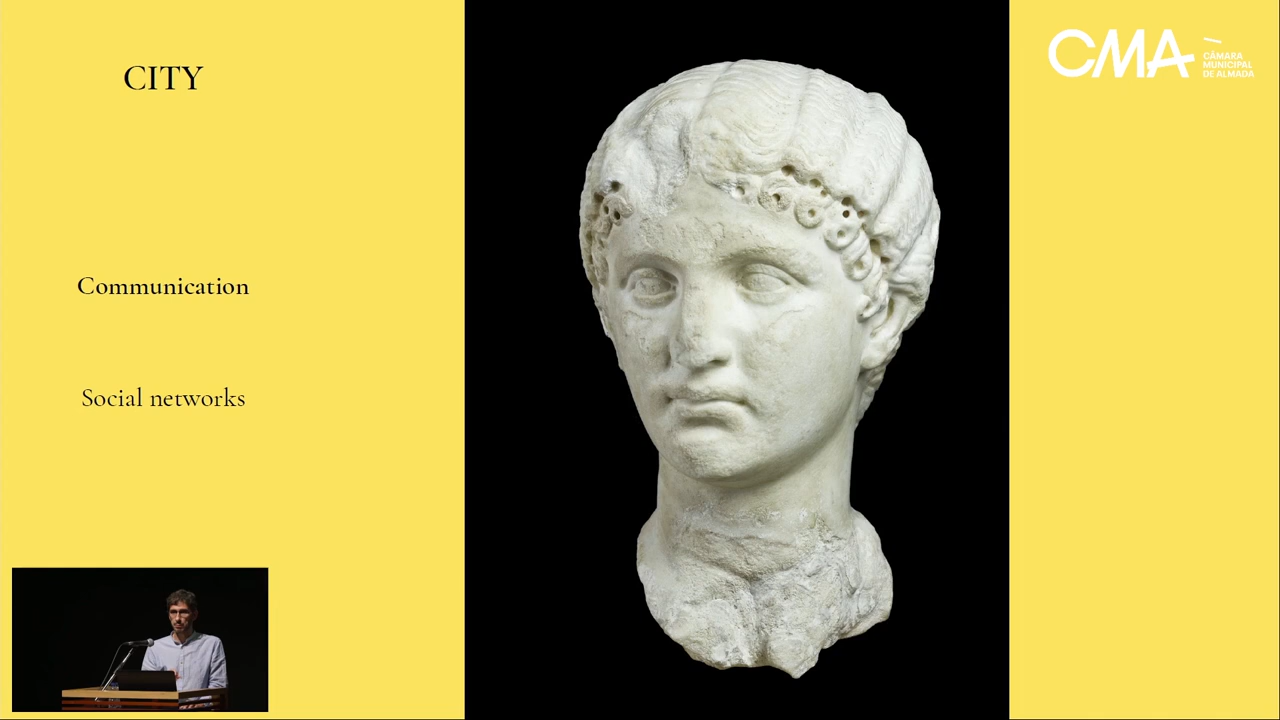 CITY
Communication
Social networks
CMA
CÂMARA
MUNICIPAL
DE ALMADA